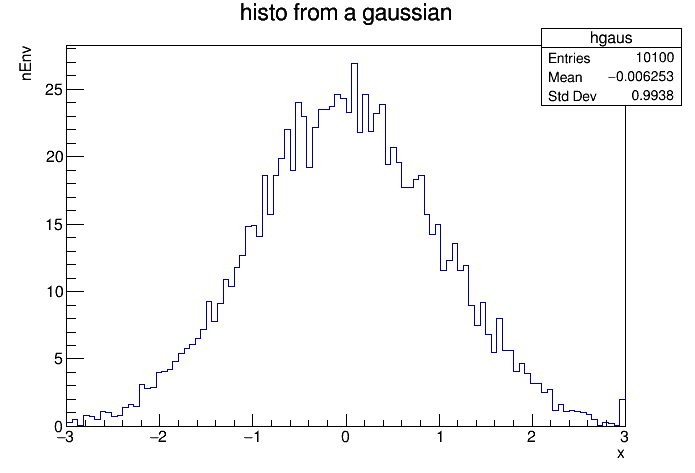 histo from a gaussian
hgaus
Entries 10100
Mean −0.006253
Std Dev 0.9938
nEnv
25
20
15
10
5
0
−3 −2 −1 0 1 2 3
x